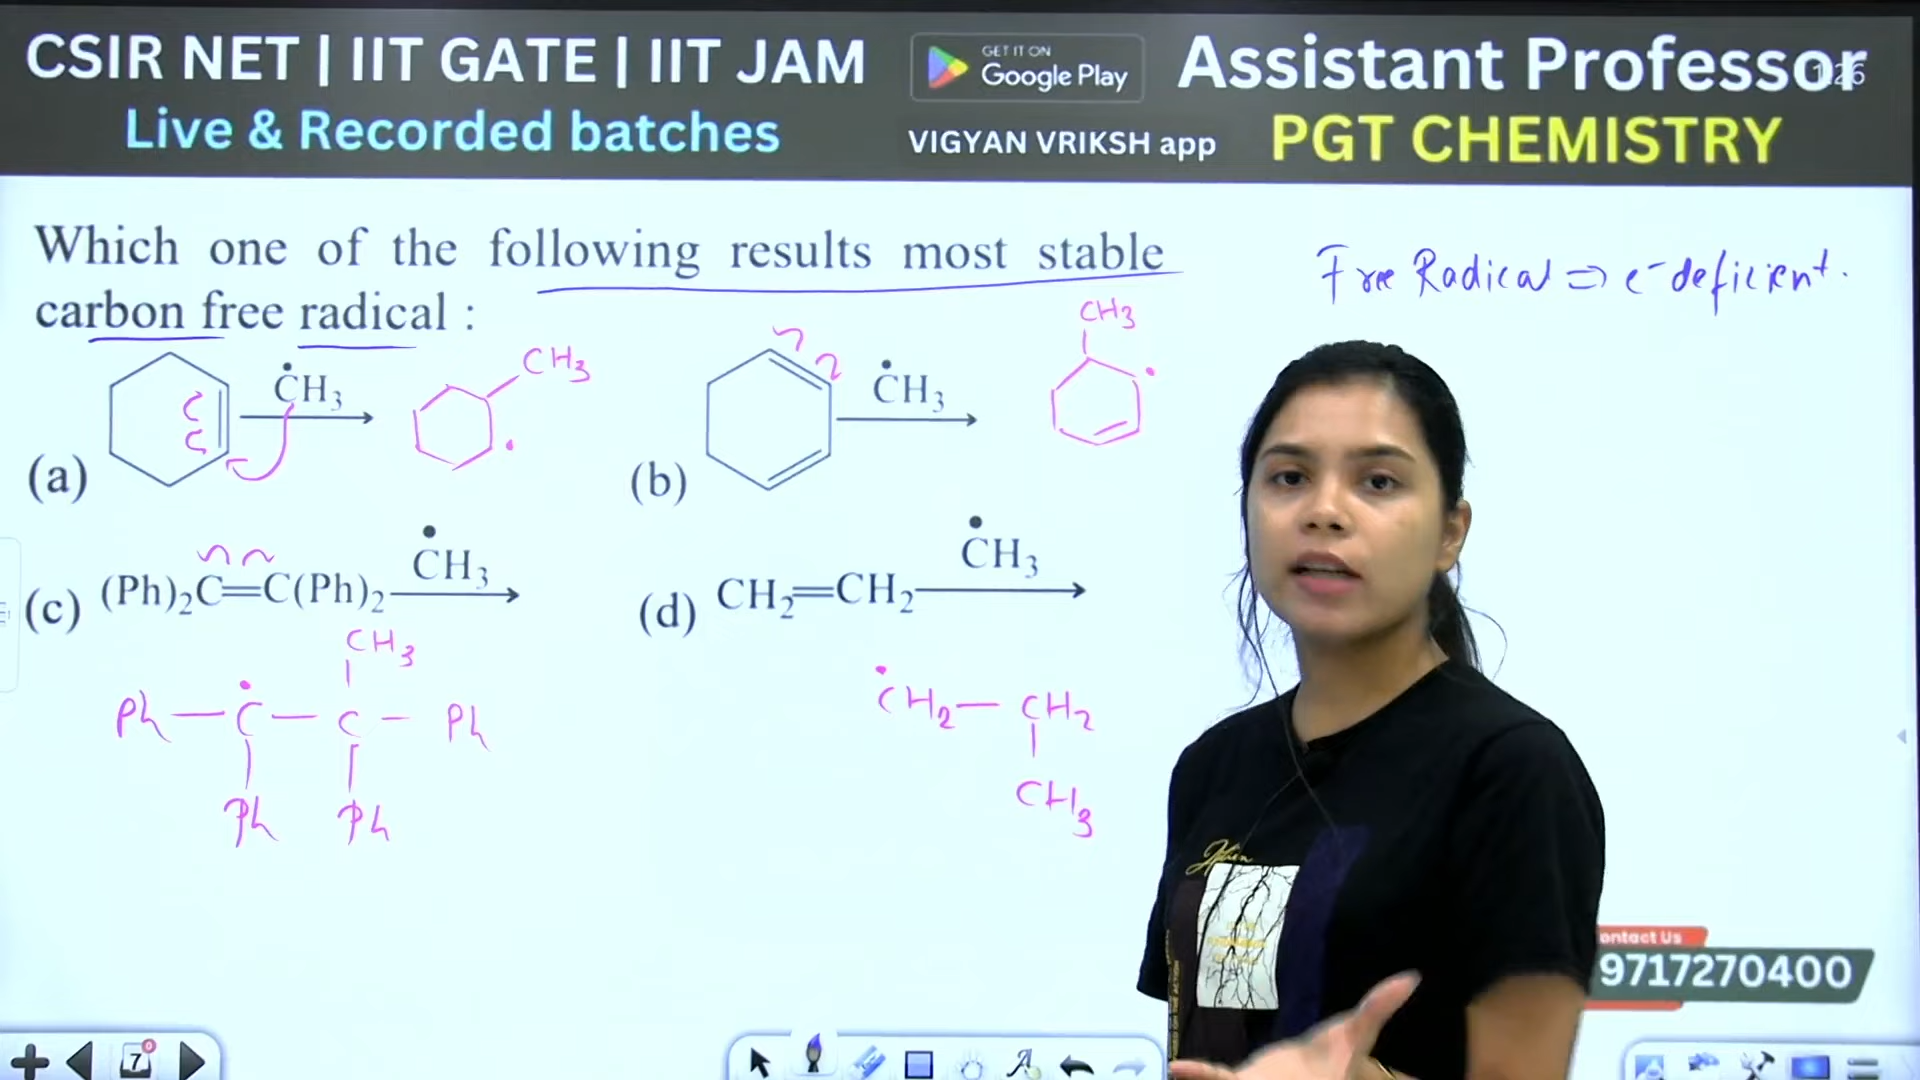 CSIR NET | IIT GATE | IIT JAM
Live & Recorded batches
GET IT ON
Google Play
VIGYAN VRIKSH app
Assistant Professor
PGT CHEMISTRY
Which one of the following results most stable
carbon free radical :
Free Radical ⇒ e⁻ deficient.
(a) ĊH₃
CH₃
(b) ĊH₃
CH₃
(c) (Ph)₂C=C(Ph)₂ ĊH₃
CH₃
Ph — Ċ — C — Ph
Ph Ph
(d) CH₂=CH₂ ĊH₃
ĊH₂ — CH₂
CH₃
ontact Us
9717270400
7